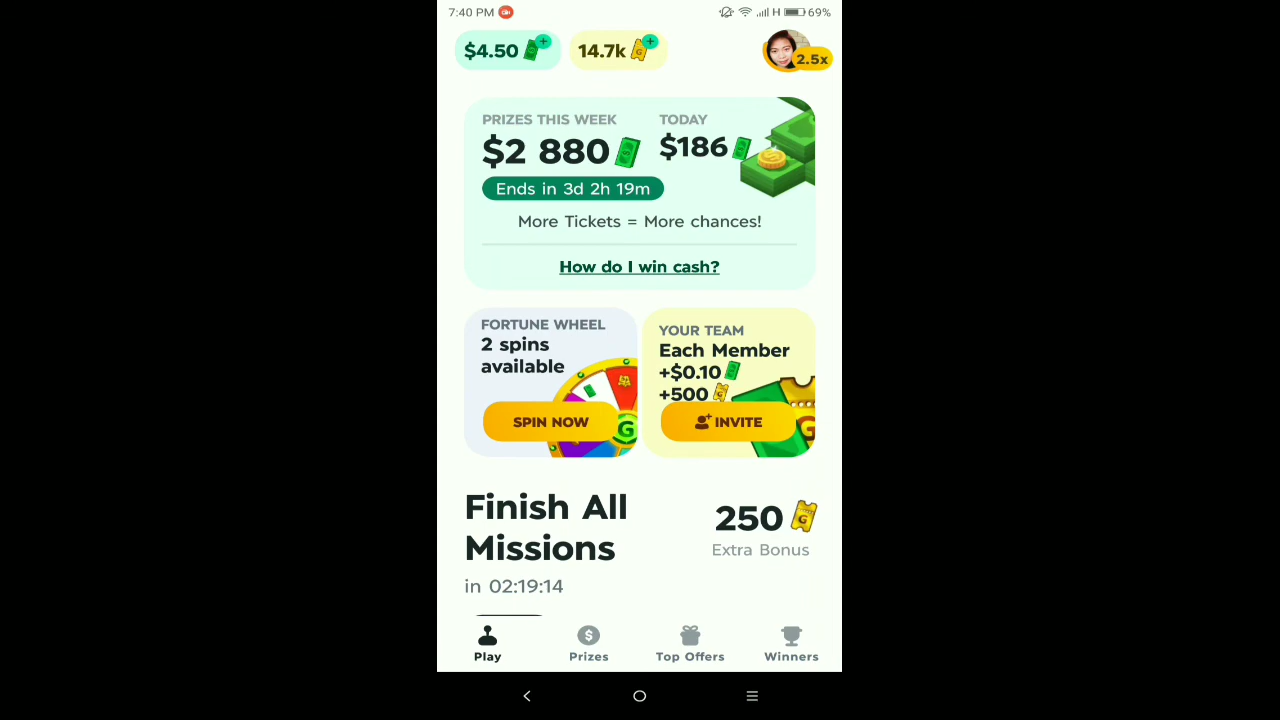 7:40 PM
H 69%
$4.50
14.7k
2.5x
PRIZES THIS WEEK
TODAY
$2 880
$186
Ends in 3d 2h 19m
More Tickets = More chances!
How do I win cash?
FORTUNE WHEEL
2 spins
available
SPIN NOW
G
YOUR TEAM
Each Member
+$0.10
+500
INVITE
Finish All
Missions
in 02:19:14
250
Extra Bonus
Play
Prizes
Top Offers
Winners